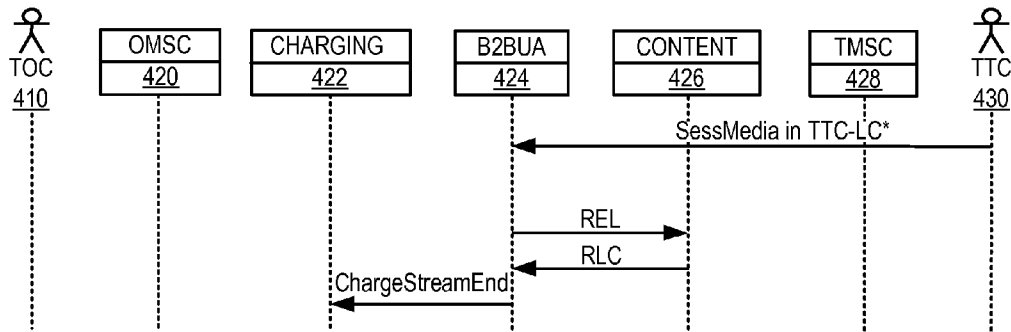 OMSC
CHARGING
B2BUA
CONTENT
TMSC
TOC
420
422
424
426
428
TTC
410
430
SessMedia in TTC-LC*
REL
RLC
ChargeStreamEnd